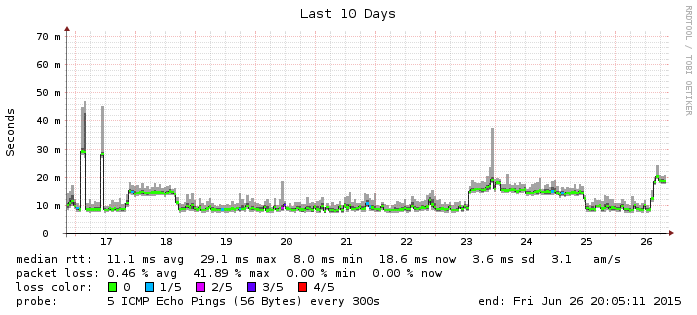 Last 10 Days
RRDTOOL / TOBI OETIKER
Seconds
70 m
60 m
50 m
40 m
30 m
20 m
10 m
0
17 18 19 20 21 22 23 24 25 26
median rtt: 11.1 ms avg 29.1 ms max 8.0 ms min 18.6 ms now 3.6 ms sd 3.1 am/s
packet loss: 0.46 % avg 41.89 % max 0.00 % min 0.00 % now
loss color: 0 1/5 2/5 3/5 4/5
probe: 5 ICMP Echo Pings (56 Bytes) every 300s end: Fri Jun 26 20:05:11 2015